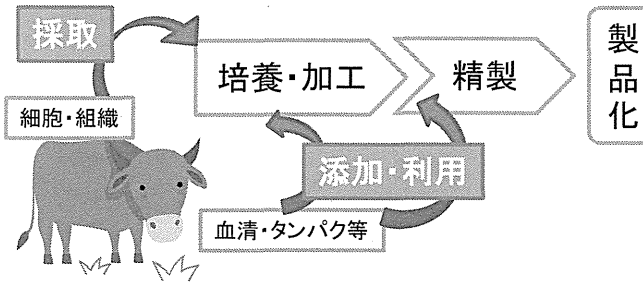 採取
培養・加工
精製
製品化
細胞・組織
添加・利用
血清・タンパク等